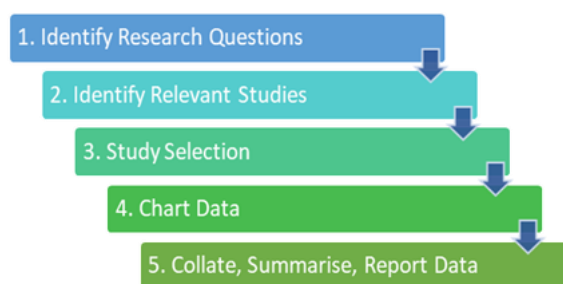 1. Identify Research Questions
2. Identify Relevant Studies
3. Study Selection
4. Chart Data
5. Collate, Summarise, Report Data